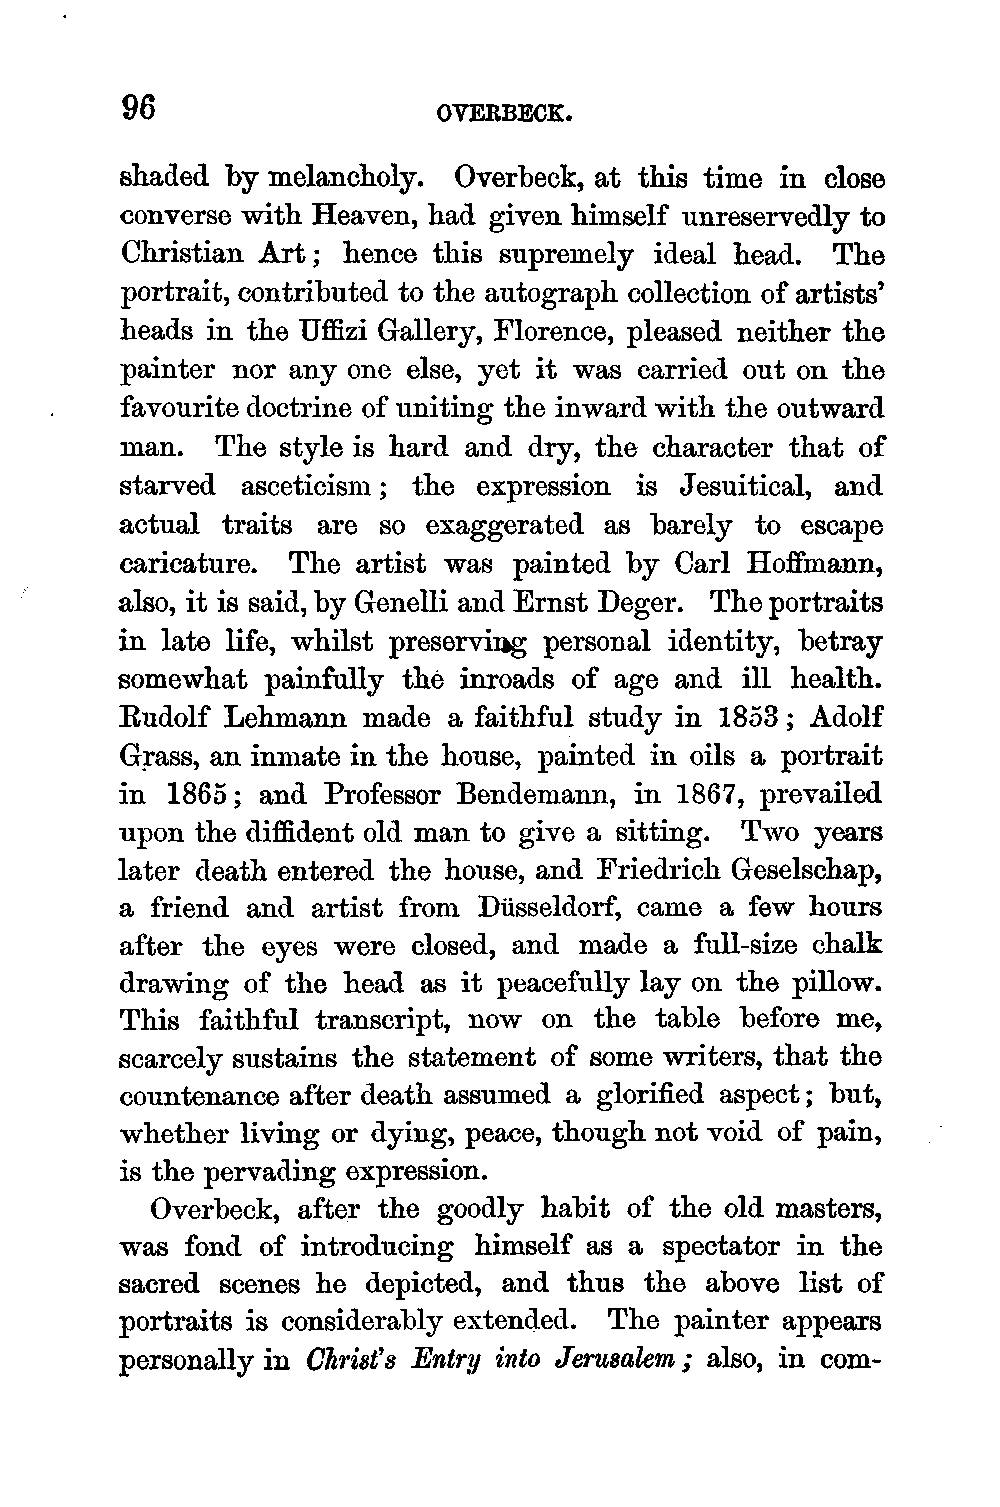 96 OVERBECK.
shaded by melancholy. Overbeck, at this time in close
converse with Heaven, had given himself unreservedly to
Christian Art; hence this supremely ideal head. The
portrait, contributed to the autograph collection of artists'
heads in the Uffizi Gallery, Florence, pleased neither the
painter nor any one else, yet it was carried out on the
favourite doctrine of uniting the inward with the outward
man. The style is hard and dry, the character that of
starved asceticism; the expression is Jesuitical, and
actual traits are so exaggerated as barely to escape
caricature. The artist was painted by Carl Hoffmann,
also, it is said, by Genelli and Ernst Deger. The portraits
in late life, whilst preserving personal identity, betray
somewhat painfully the inroads of age and ill health.
Rudolf Lehmann made a faithful study in 1853; Adolf
Grass, an inmate in the house, painted in oils a portrait
in 1865; and Professor Bendemann, in 1867, prevailed
upon the diffident old man to give a sitting. Two years
later death entered the house, and Friedrich Geselschap,
a friend and artist from Düsseldorf, came a few hours
after the eyes were closed, and made a full-size chalk
drawing of the head as it peacefully lay on the pillow.
This faithful transcript, now on the table before me,
scarcely sustains the statement of some writers, that the
countenance after death assumed a glorified aspect; but,
whether living or dying, peace, though not void of pain,
is the pervading expression.
Overbeck, after the goodly habit of the old masters,
was fond of introducing himself as a spectator in the
sacred scenes he depicted, and thus the above list of
portraits is considerably extended. The painter appears
personally in Christ's Entry into Jerusalem; also, in com-